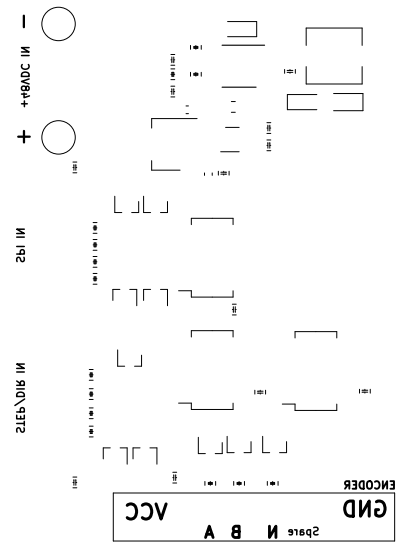 −
+48VDC IN
+
SPI IN
STEP/DIR IN
ENCODER
VCC GND
A B N Spare